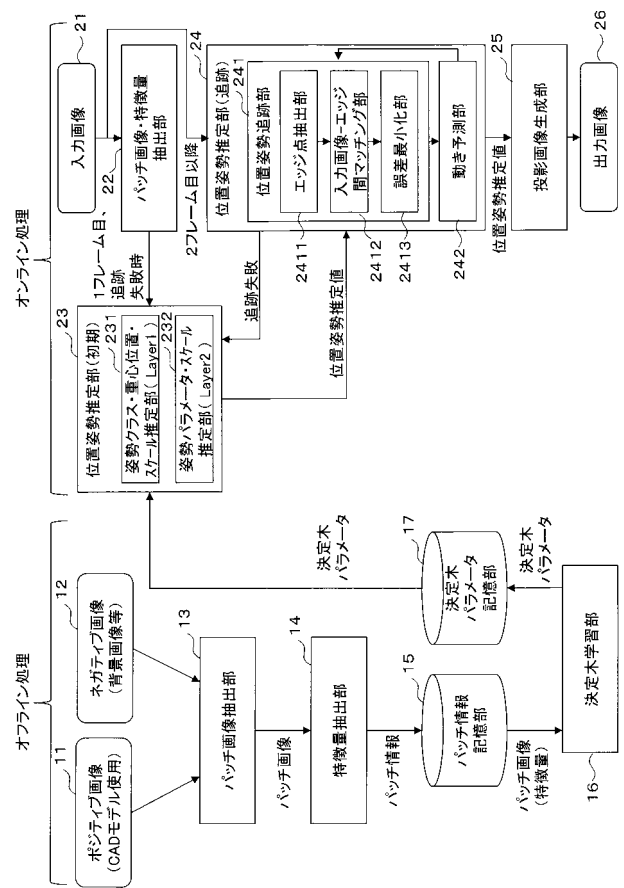 オフライン処理
11
ポジティブ画像
(CADモデル使用)
12
ネガティブ画像
(背景画像等)
13
パッチ画像抽出部
パッチ画像
14
特徴量抽出部
パッチ情報
15
パッチ情報
記憶部
パッチ画像
(特徴量)
16
決定木学習部
決定木
パラメータ
17
決定木
パラメータ
記憶部
決定木
パラメータ
オンライン処理
21
入力画像
1フレーム目、
追跡
失敗時
22
パッチ画像・特徴量
抽出部
2フレーム目以降
23
位置姿勢推定部(初期)
231
姿勢クラス・重心位置・
スケール推定部(Layer1)
232
姿勢パラメータ・スケール
推定部(Layer2)
追跡失敗
位置姿勢推定値
24
位置姿勢推定部(追跡)
241
位置姿勢追跡部
2411
エッジ点抽出部
2412
入力画像-エッジ
間マッチング部
2413
誤差最小化部
242
動き予測部
位置姿勢推定値
25
投影画像生成部
26
出力画像